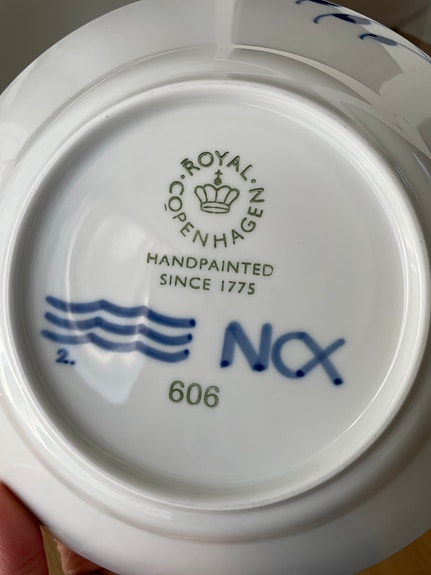 ROYAL COPENHAGEN
HANDPAINTED
SINCE 1775
2.
NCX
606